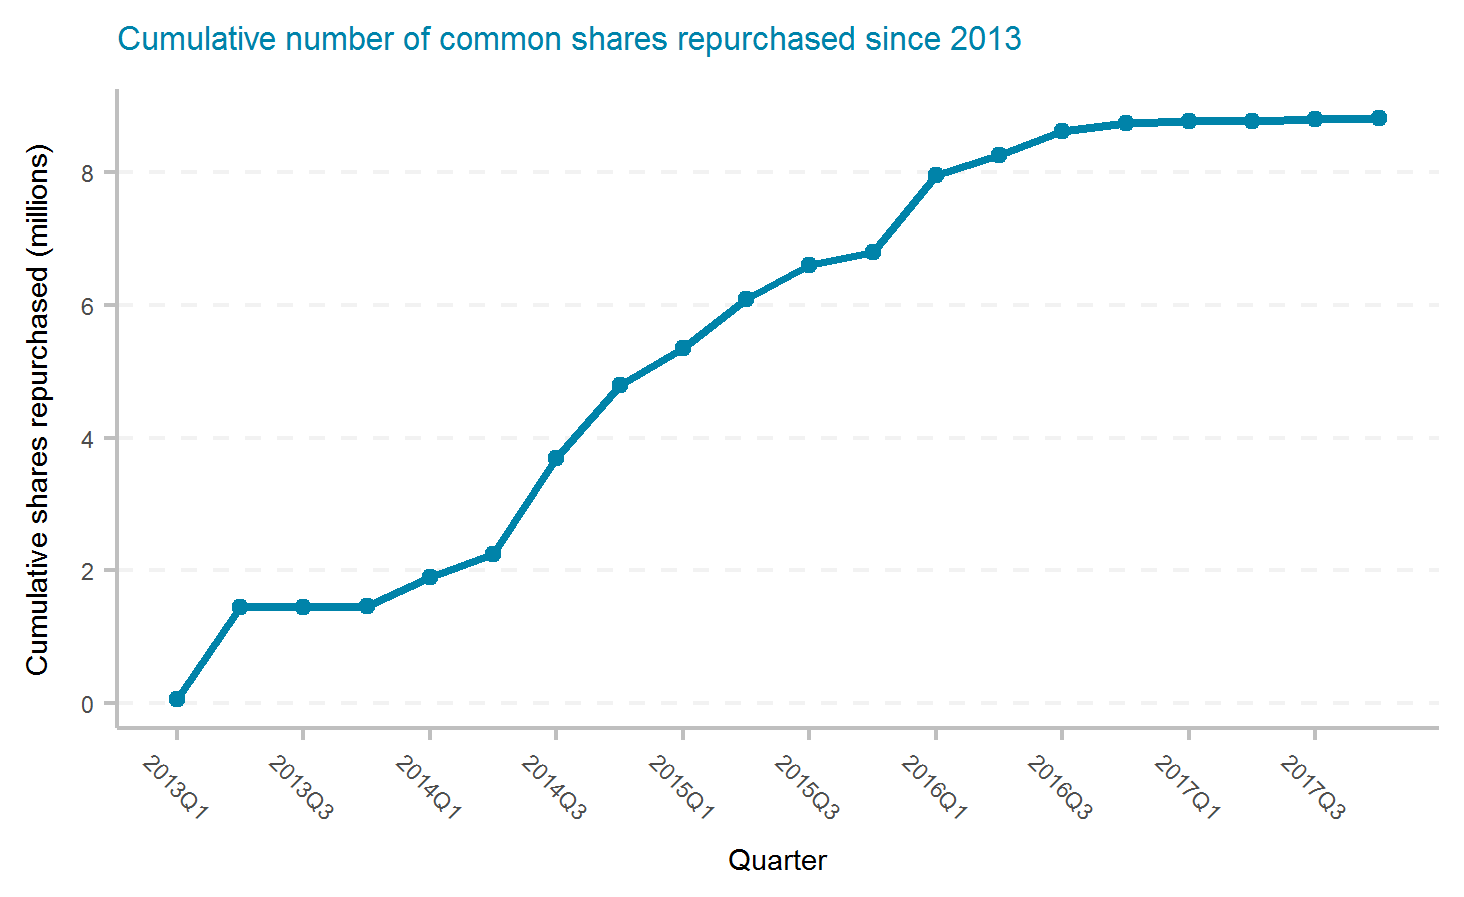 Cumulative number of common shares repurchased since 2013
Cumulative shares repurchased (millions)
8
6
4
2
0
2013Q1
2013Q3
2014Q1
2014Q3
2015Q1
2015Q3
2016Q1
2016Q3
2017Q1
2017Q3
Quarter